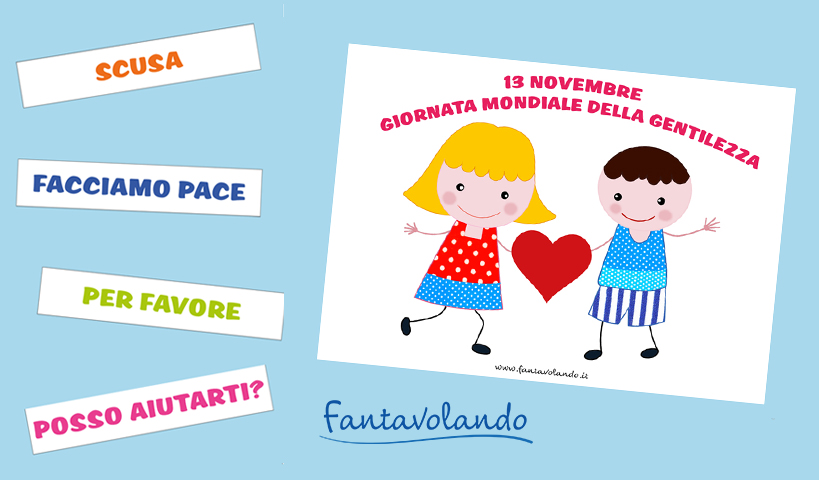 SCUSA
FACCIAMO PACE
PER FAVORE
POSSO AIUTARTI?
13 NOVEMBRE
GIORNATA MONDIALE DELLA GENTILEZZA
www.fantavolando.it
Fantavolando